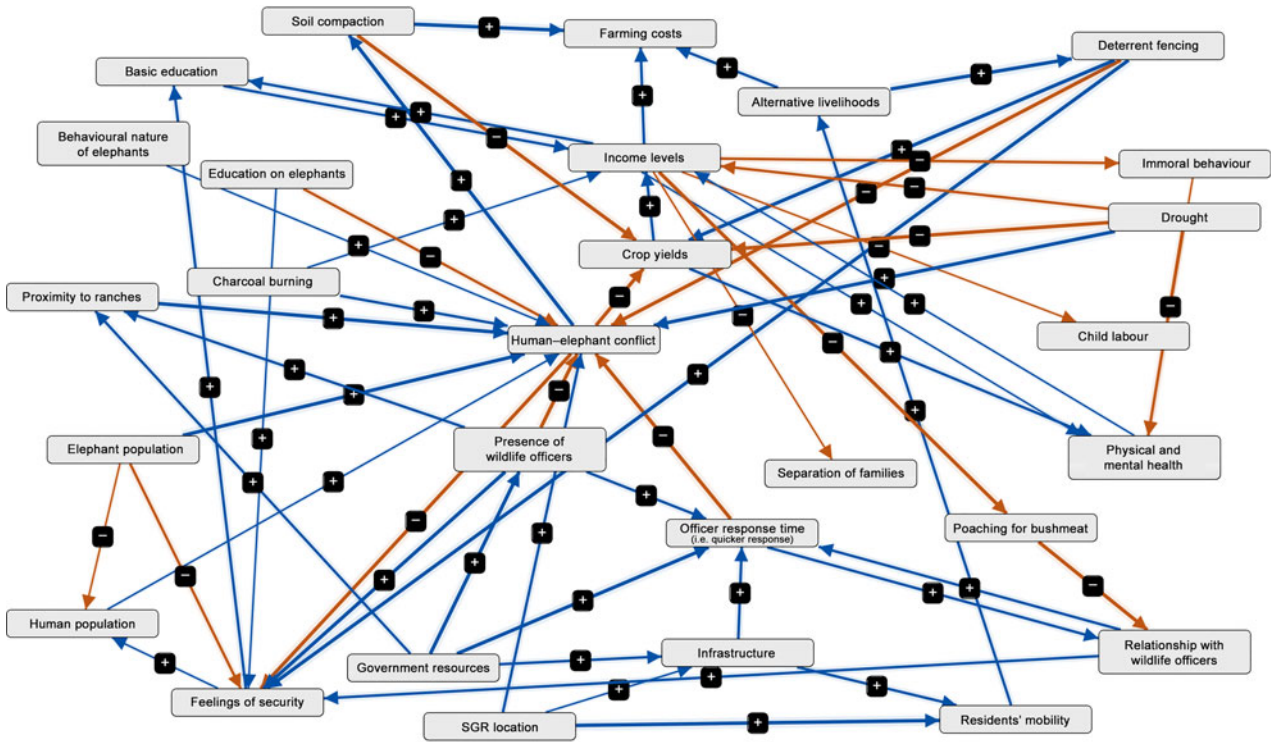 Soil compaction
Farming costs
Deterrent fencing
Basic education
Alternative livelihoods
Behavioural nature
of elephants
Income levels
Immoral behaviour
Education on elephants
Drought
Crop yields
Charcoal burning
Proximity to ranches
Human–elephant conflict
Child labour
Elephant population
Presence of
wildlife officers
Physical and
mental health
Separation of families
Officer response time
(i.e. quicker response)
Poaching for bushmeat
Human population
Infrastructure
Relationship with
wildlife officers
Government resources
Feelings of security
SGR location
Residents' mobility